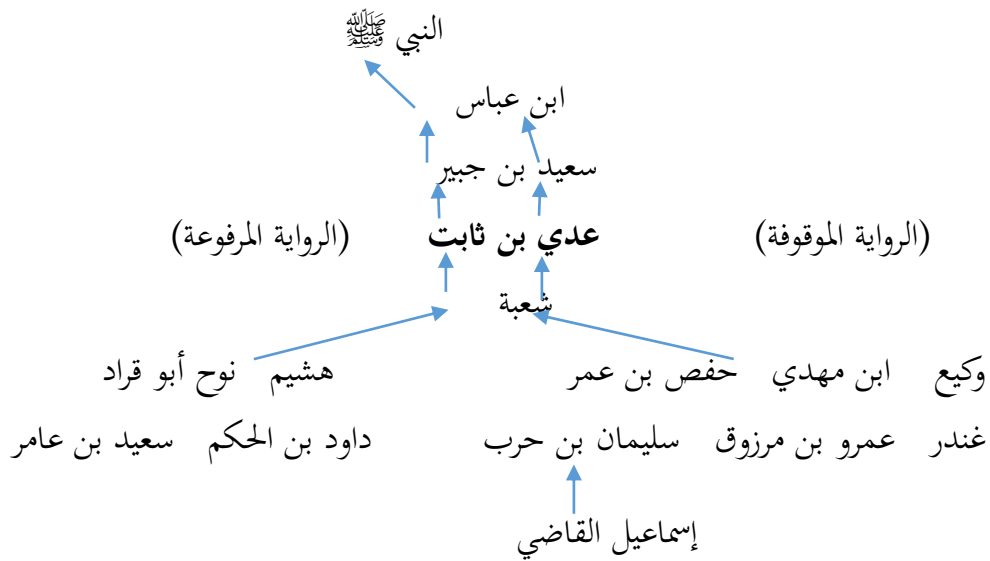 النبي ﷺ
ابن عباس
سعيد بن جبير
(الرواية الموقوفة) عدي بن ثابت (الرواية المرفوعة)
شعبة
وكيع ابن مهدي حفص بن عمر هشيم نوح أبو قراد
غندر عمرو بن مرزوق سليمان بن حرب داود بن الحكم سعيد بن عامر
إسماعيل القاضي